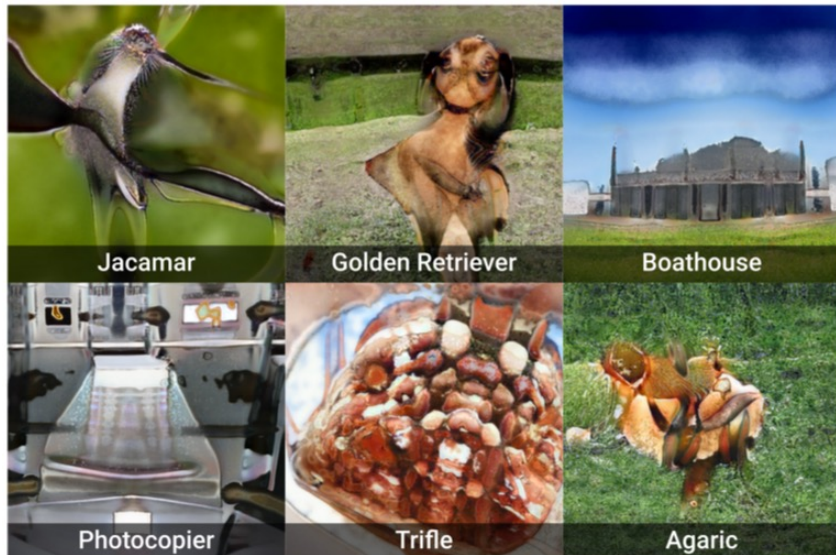 Jacamar
Golden Retriever
Boathouse
Photocopier
Trifle
Agaric